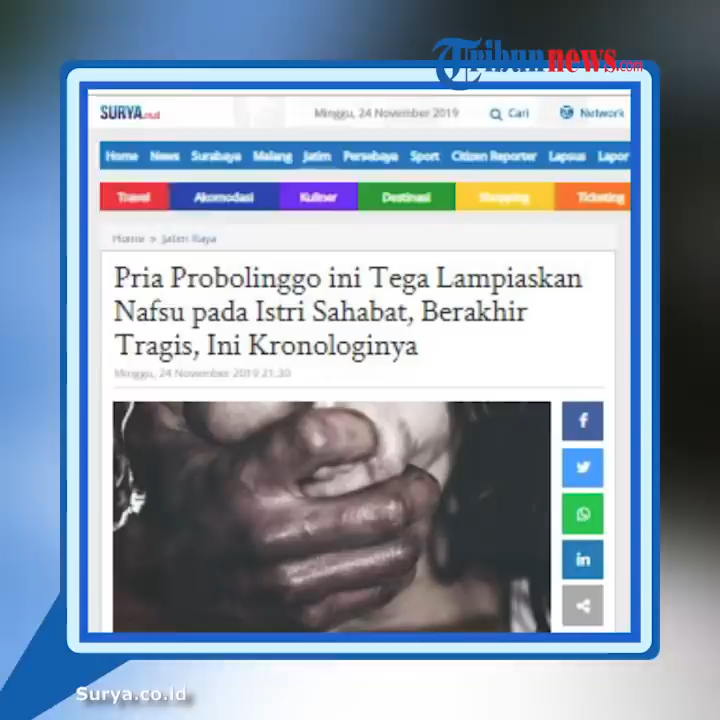 Tribunnews.com
SURYA.co.id Minggu, 24 November 2019 Cari Network
Home News Surabaya Malang Jatim Persebaya Sport Citizen Reporter Lapsus Lapor
Travel Akomodasi Kuliner Destinasi Shopping Ticketing
Home » Jatim Raya
Pria Probolinggo ini Tega Lampiaskan
Nafsu pada Istri Sahabat, Berakhir
Tragis, Ini Kronologinya
Minggu, 24 November 2019 21:30
Surya.co.id